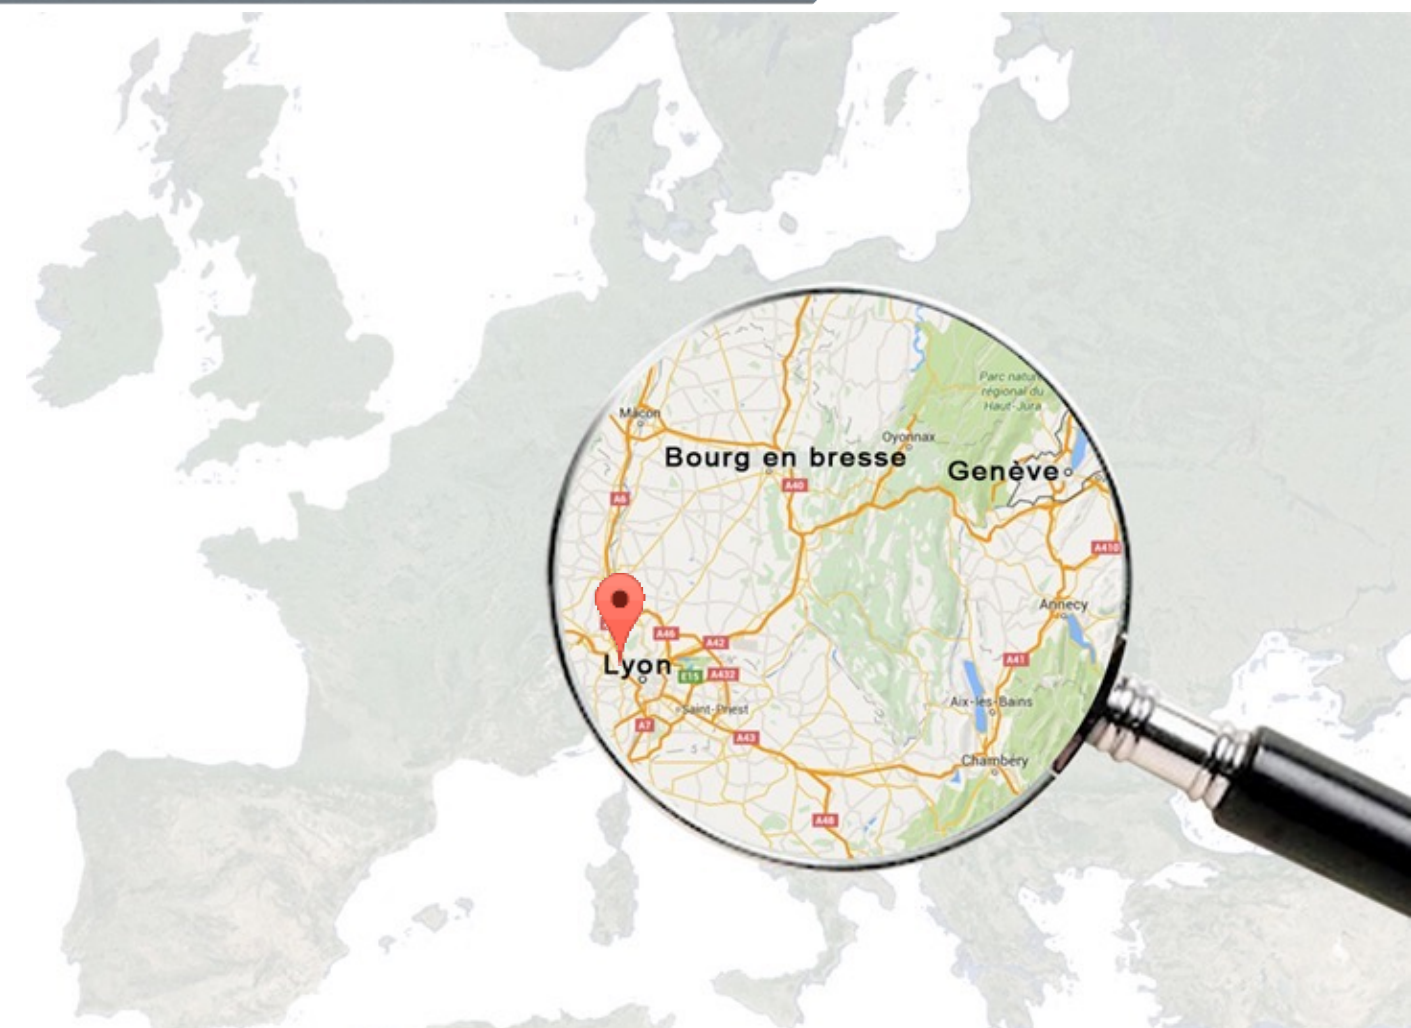 Parc nature
régional du
Haut-Jura
Mâcon
Oyonnax
Bourg en bresse
Genève
A40
A6
A410
Annecy
A46
A42
Lyon
E15
A432
A41
Aix-les-Bains
Saint-Priest
A7
A43
Chambéry
A48